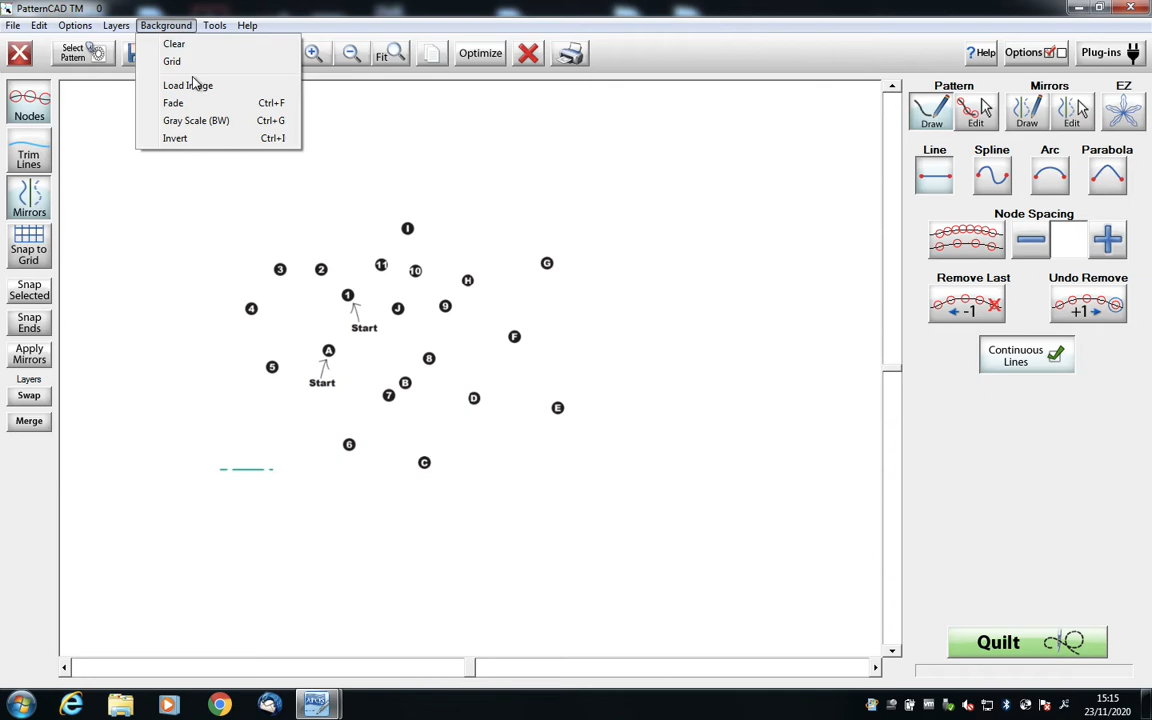 PatternCAD TM 0
File Edit Options Layers Background Tools Help
Select Pattern
Fit
Optimize
?Help
Options
Plug-ins
Clear
Grid
Load Image
Fade Ctrl+F
Gray Scale (BW) Ctrl+G
Invert Ctrl+I
Nodes
Trim Lines
Mirrors
Snap to Grid
Snap Selected
Snap Ends
Apply Mirrors
Layers
Swap
Merge
I
3 2 11 10 G
H
1
4 J 9
Start
F
A
5 8
Start
B
7 D
E
6
C
Pattern Mirrors EZ
Draw Edit Draw Edit
Line Spline Arc Parabola
Node Spacing
Remove Last Undo Remove
-1 +1
Continuous Lines
Quilt
15:15
23/11/2020